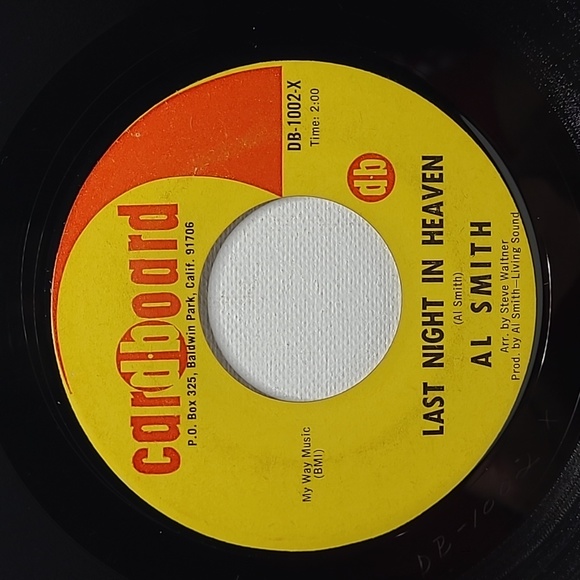 cardboard
P.O. Box 325, Baldwin Park, Calif. 91706
DB-1002-X
Time: 2:00
d·b
My Way Music
(BMI)
LAST NIGHT IN HEAVEN
(Al Smith)
AL SMITH
Arr. by Steve Waltner
Prod. by Al Smith—Living Sound